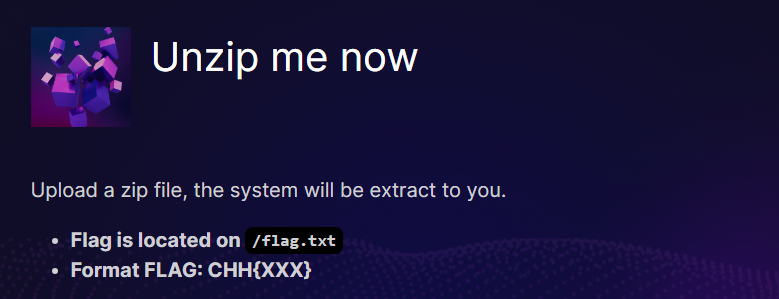 Unzip me now
Upload a zip file, the system will be extract to you.
• Flag is located on /flag.txt
• Format FLAG: CHH{XXX}